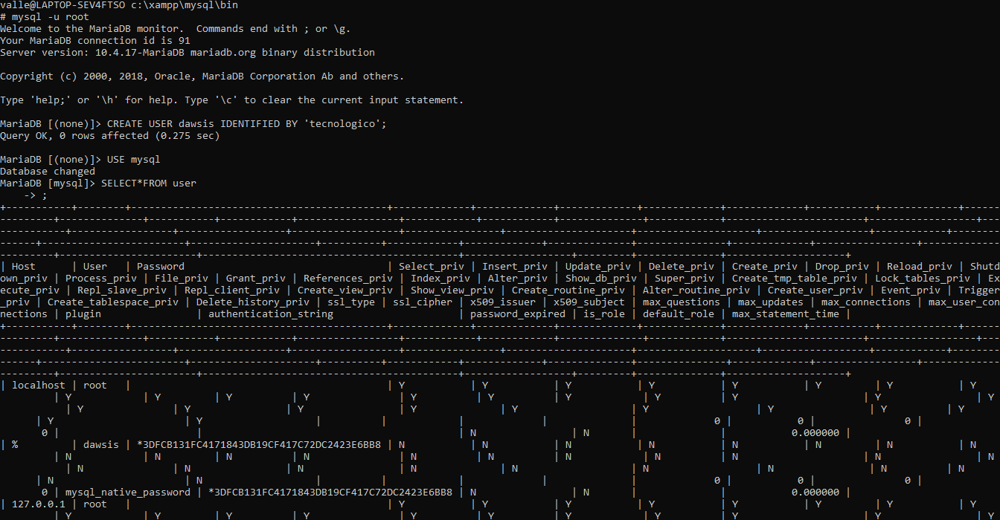 valle@LAPTOP-SEV4FTSO c:\xampp\mysql\bin
# mysql -u root
Welcome to the MariaDB monitor.  Commands end with ; or \g.
Your MariaDB connection id is 91
Server version: 10.4.17-MariaDB mariadb.org binary distribution

Copyright (c) 2000, 2018, Oracle, MariaDB Corporation Ab and others.

Type 'help;' or '\h' for help. Type '\c' to clear the current input statement.

MariaDB [(none)]> CREATE USER dawsis IDENTIFIED BY 'tecnologico';
Query OK, 0 rows affected (0.275 sec)

MariaDB [(none)]> USE mysql
Database changed
MariaDB [mysql]> SELECT*FROM user
    -> ;
| Host      | User   | Password                                  | Select_priv | Insert_priv | Update_priv | Delete_priv | Create_priv | Drop_priv | Reload_priv | Shutd
own_priv | Process_priv | File_priv | Grant_priv | References_priv | Index_priv | Alter_priv | Show_db_priv | Super_priv | Create_tmp_table_priv | Lock_tables_priv | Ex
ecute_priv | Repl_slave_priv | Repl_client_priv | Create_view_priv | Show_view_priv | Create_routine_priv | Alter_routine_priv | Create_user_priv | Event_priv | Trigger
_priv | Create_tablespace_priv | Delete_history_priv | ssl_type | ssl_cipher | x509_issuer | x509_subject | max_questions | max_updates | max_connections | max_user_con
nections | plugin                | authentication_string                     | password_expired | is_role | default_role | max_statement_time |
| localhost | root   |                                           | Y           | Y           | Y           | Y           | Y           | Y         | Y           | Y
         | Y            | Y         | Y          | Y               | Y          | Y          | Y            | Y          | Y                     | Y                | Y
           | Y               | Y                | Y                | Y              | Y                   | Y                  | Y                | Y          | Y
      | Y                      | Y                   |          |            |             |              |             0 |           0 |               0 |
       0 |                       |                                           | N                | N       |              |           0.000000 |
| %         | dawsis | *3DFCB131FC4171843DB19CF417C72DC2423E6BB8 | N           | N           | N           | N           | N           | N         | N           | N
         | N            | N         | N          | N               | N          | N          | N            | N          | N                     | N                | N
           | N               | N                | N                | N              | N                   | N                  | N                | N          | N
      | N                      | N                   |          |            |             |              |             0 |           0 |               0 |
       0 | mysql_native_password | *3DFCB131FC4171843DB19CF417C72DC2423E6BB8 | N                | N       |              |           0.000000 |
| 127.0.0.1 | root   |                                           | Y           | Y           | Y           | Y           | Y           | Y         | Y           | Y
         | Y            | Y         | Y          | Y               | Y          | Y          | Y            | Y          | Y                     | Y                | Y